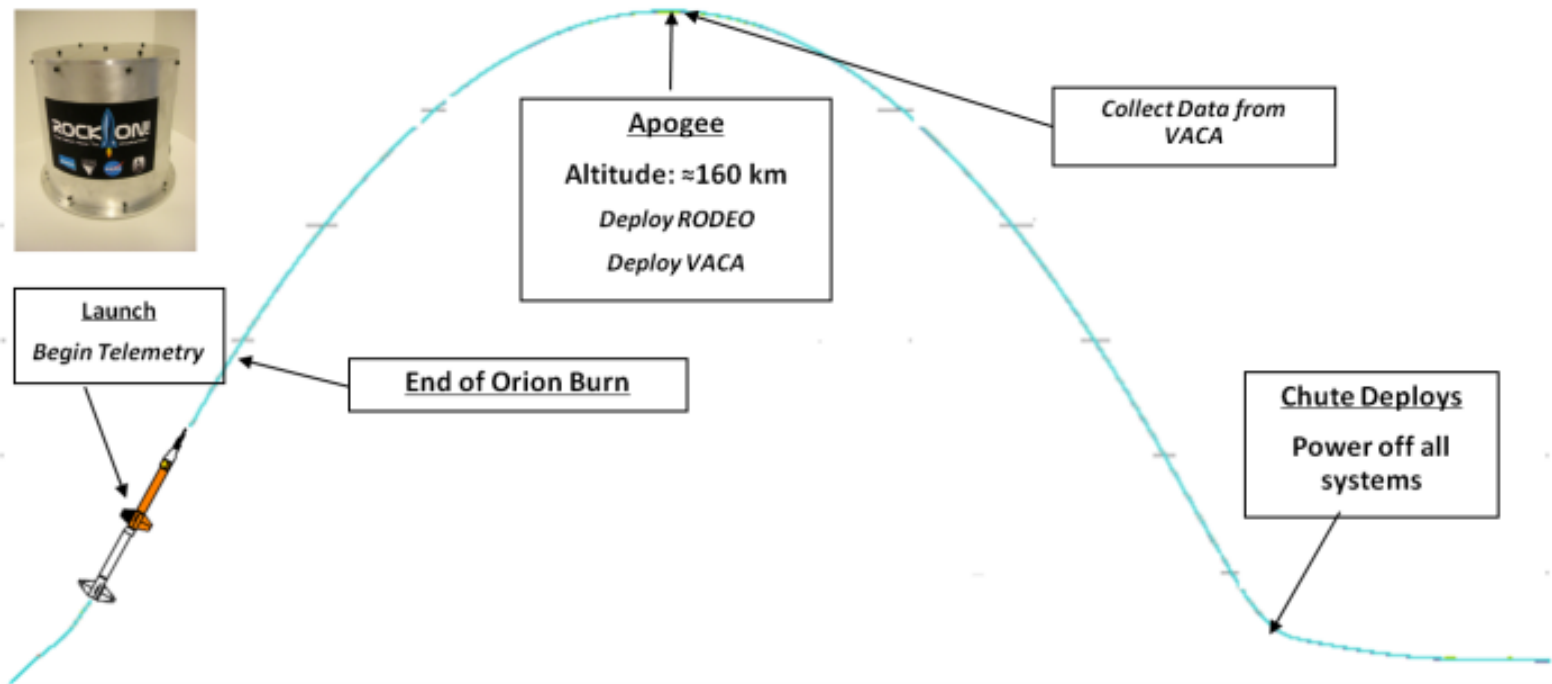 ROCK ON!
Launch
Begin Telemetry
End of Orion Burn
Apogee
Altitude: ≈160 km
Deploy RODEO
Deploy VACA
Collect Data from
VACA
Chute Deploys
Power off all
systems